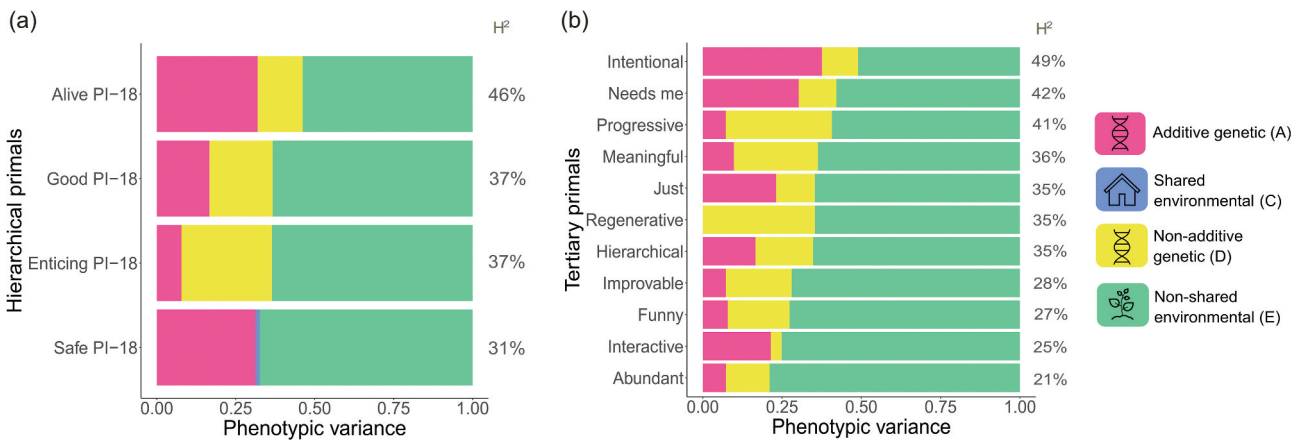 (a)
H²
Hierarchical primals
Alive PI-18
46%
Good PI-18
37%
Enticing PI-18
37%
Safe PI-18
31%
0.00 0.25 0.50 0.75 1.00
Phenotypic variance
(b)
H²
Tertiary primals
Intentional
49%
Needs me
42%
Progressive
41%
Meaningful
36%
Just
35%
Regenerative
35%
Hierarchical
35%
Improvable
28%
Funny
27%
Interactive
25%
Abundant
21%
0.00 0.25 0.50 0.75 1.00
Phenotypic variance
Additive genetic (A)
Shared
environmental (C)
Non-additive
genetic (D)
Non-shared
environmental (E)